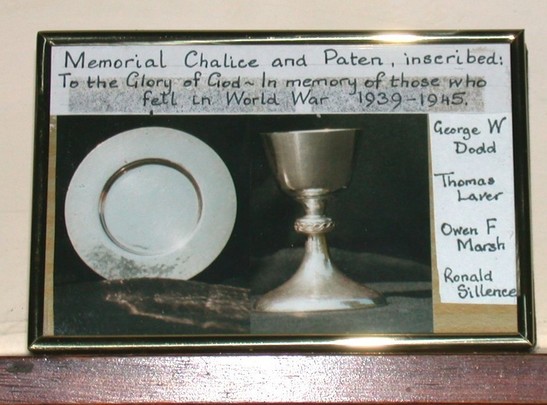 Memorial Chalice and Paten, inscribed:
To the Glory of God ~ In memory of those who
fell in World War 1939-1945.
George W
Dodd
Thomas
Laver
Owen F
Marsh
Ronald
Sillence